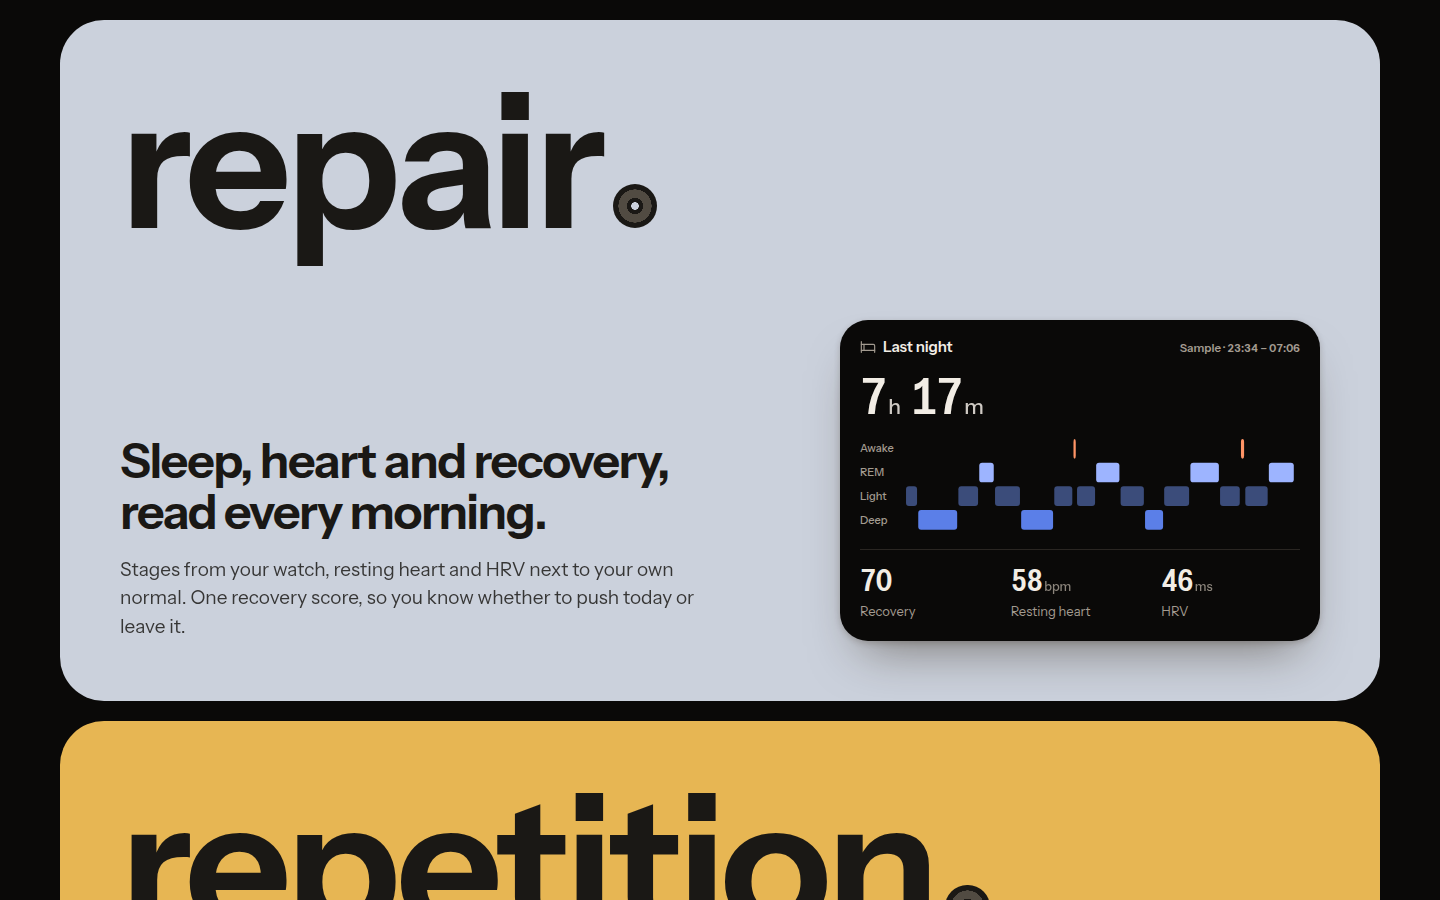 repair.
Sleep, heart and recovery,
read every morning.
Stages from your watch, resting heart and HRV next to your own
normal. One recovery score, so you know whether to push today or
leave it.
Last night
Sample · 23:34 – 07:06
7h 17m
Awake
REM
Light
Deep
70
Recovery
58bpm
Resting heart
46ms
HRV
repetition.